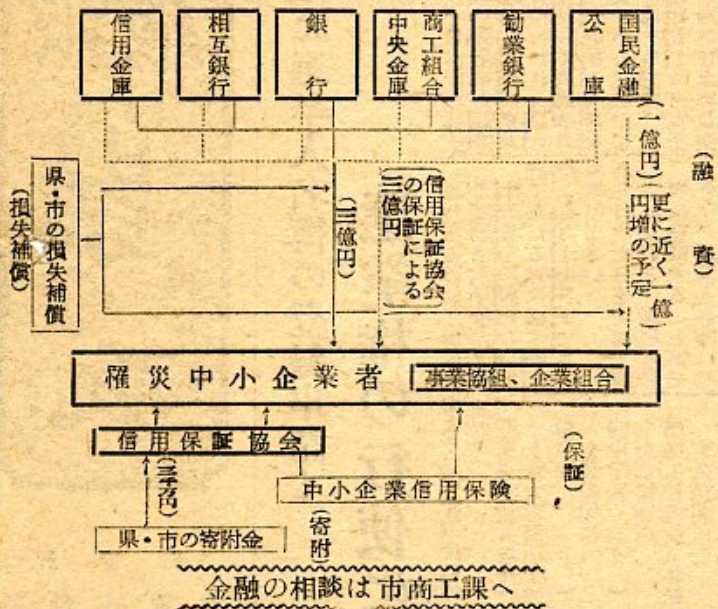 国民金融公庫
勧業銀行
商工組合中央金庫
銀行
相互銀行
信用金庫
(融資)
(一億円)
(更に近く一億円増の予定)
(信用保証協会の保証による三億円)
(三億円)
県・市の損失補償
(損失補償)
罹災中小企業者
事業協組、企業組合
信用保証協会
(三千万円)
中小企業信用保険
(保証)
県・市の寄附金
(寄附)
金融の相談は市商工課へ